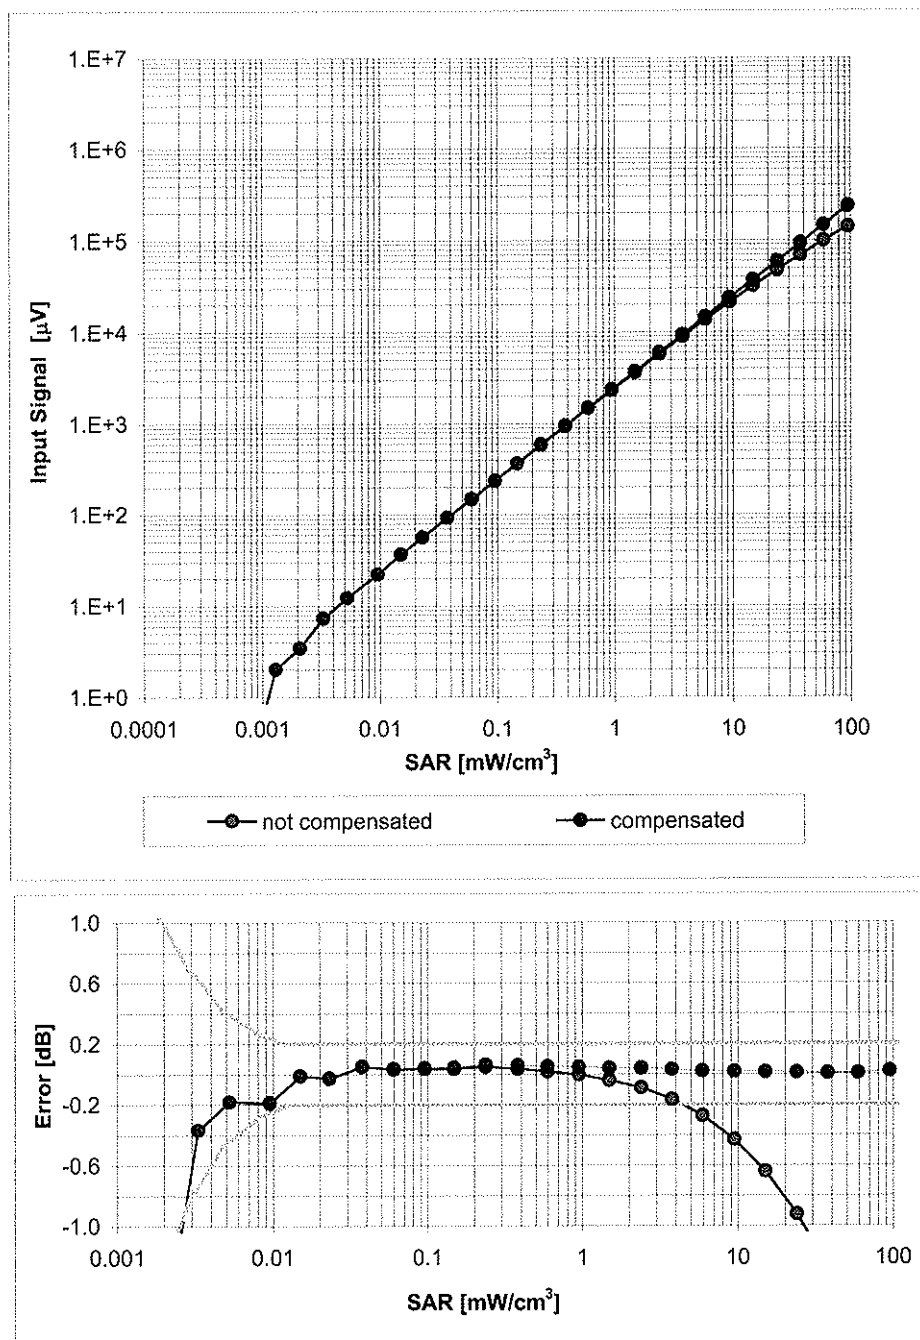 1.E+7
1.E+6
1.E+5
1.E+4
1.E+3
1.E+2
1.E+1
1.E+0
Input Signal [µV]
0.0001 0.001 0.01 0.1 1 10 100
SAR [mW/cm³]
not compensated compensated
1.0
0.6
0.2
-0.2
-0.6
-1.0
Error [dB]
0.001 0.01 0.1 1 10 100
SAR [mW/cm³]